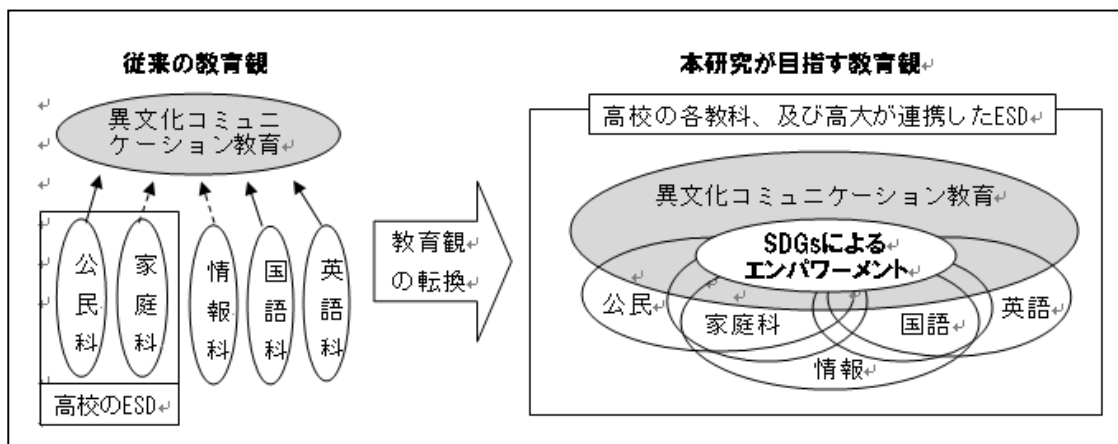 従来の教育観
異文化コミュニ
ケーション教育
公民科
家庭科
情報科
国語科
英語科
高校のESD
教育観
の転換
本研究が目指す教育観
高校の各教科、及び高大が連携したESD
異文化コミュニケーション教育
SDGsによる
エンパワーメント
公民
家庭科
情報
国語
英語